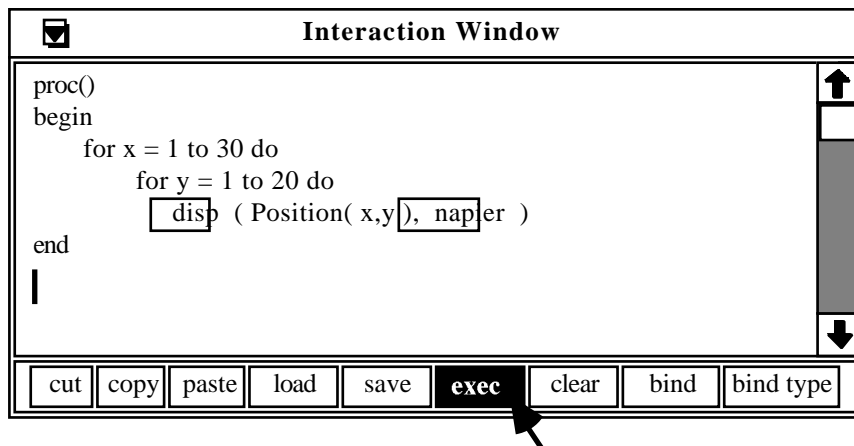 Interaction Window
proc()
begin
for x = 1 to 30 do
for y = 1 to 20 do
disp ( Position( x,y ), napier )
end
cut copy paste load save exec clear bind bind type